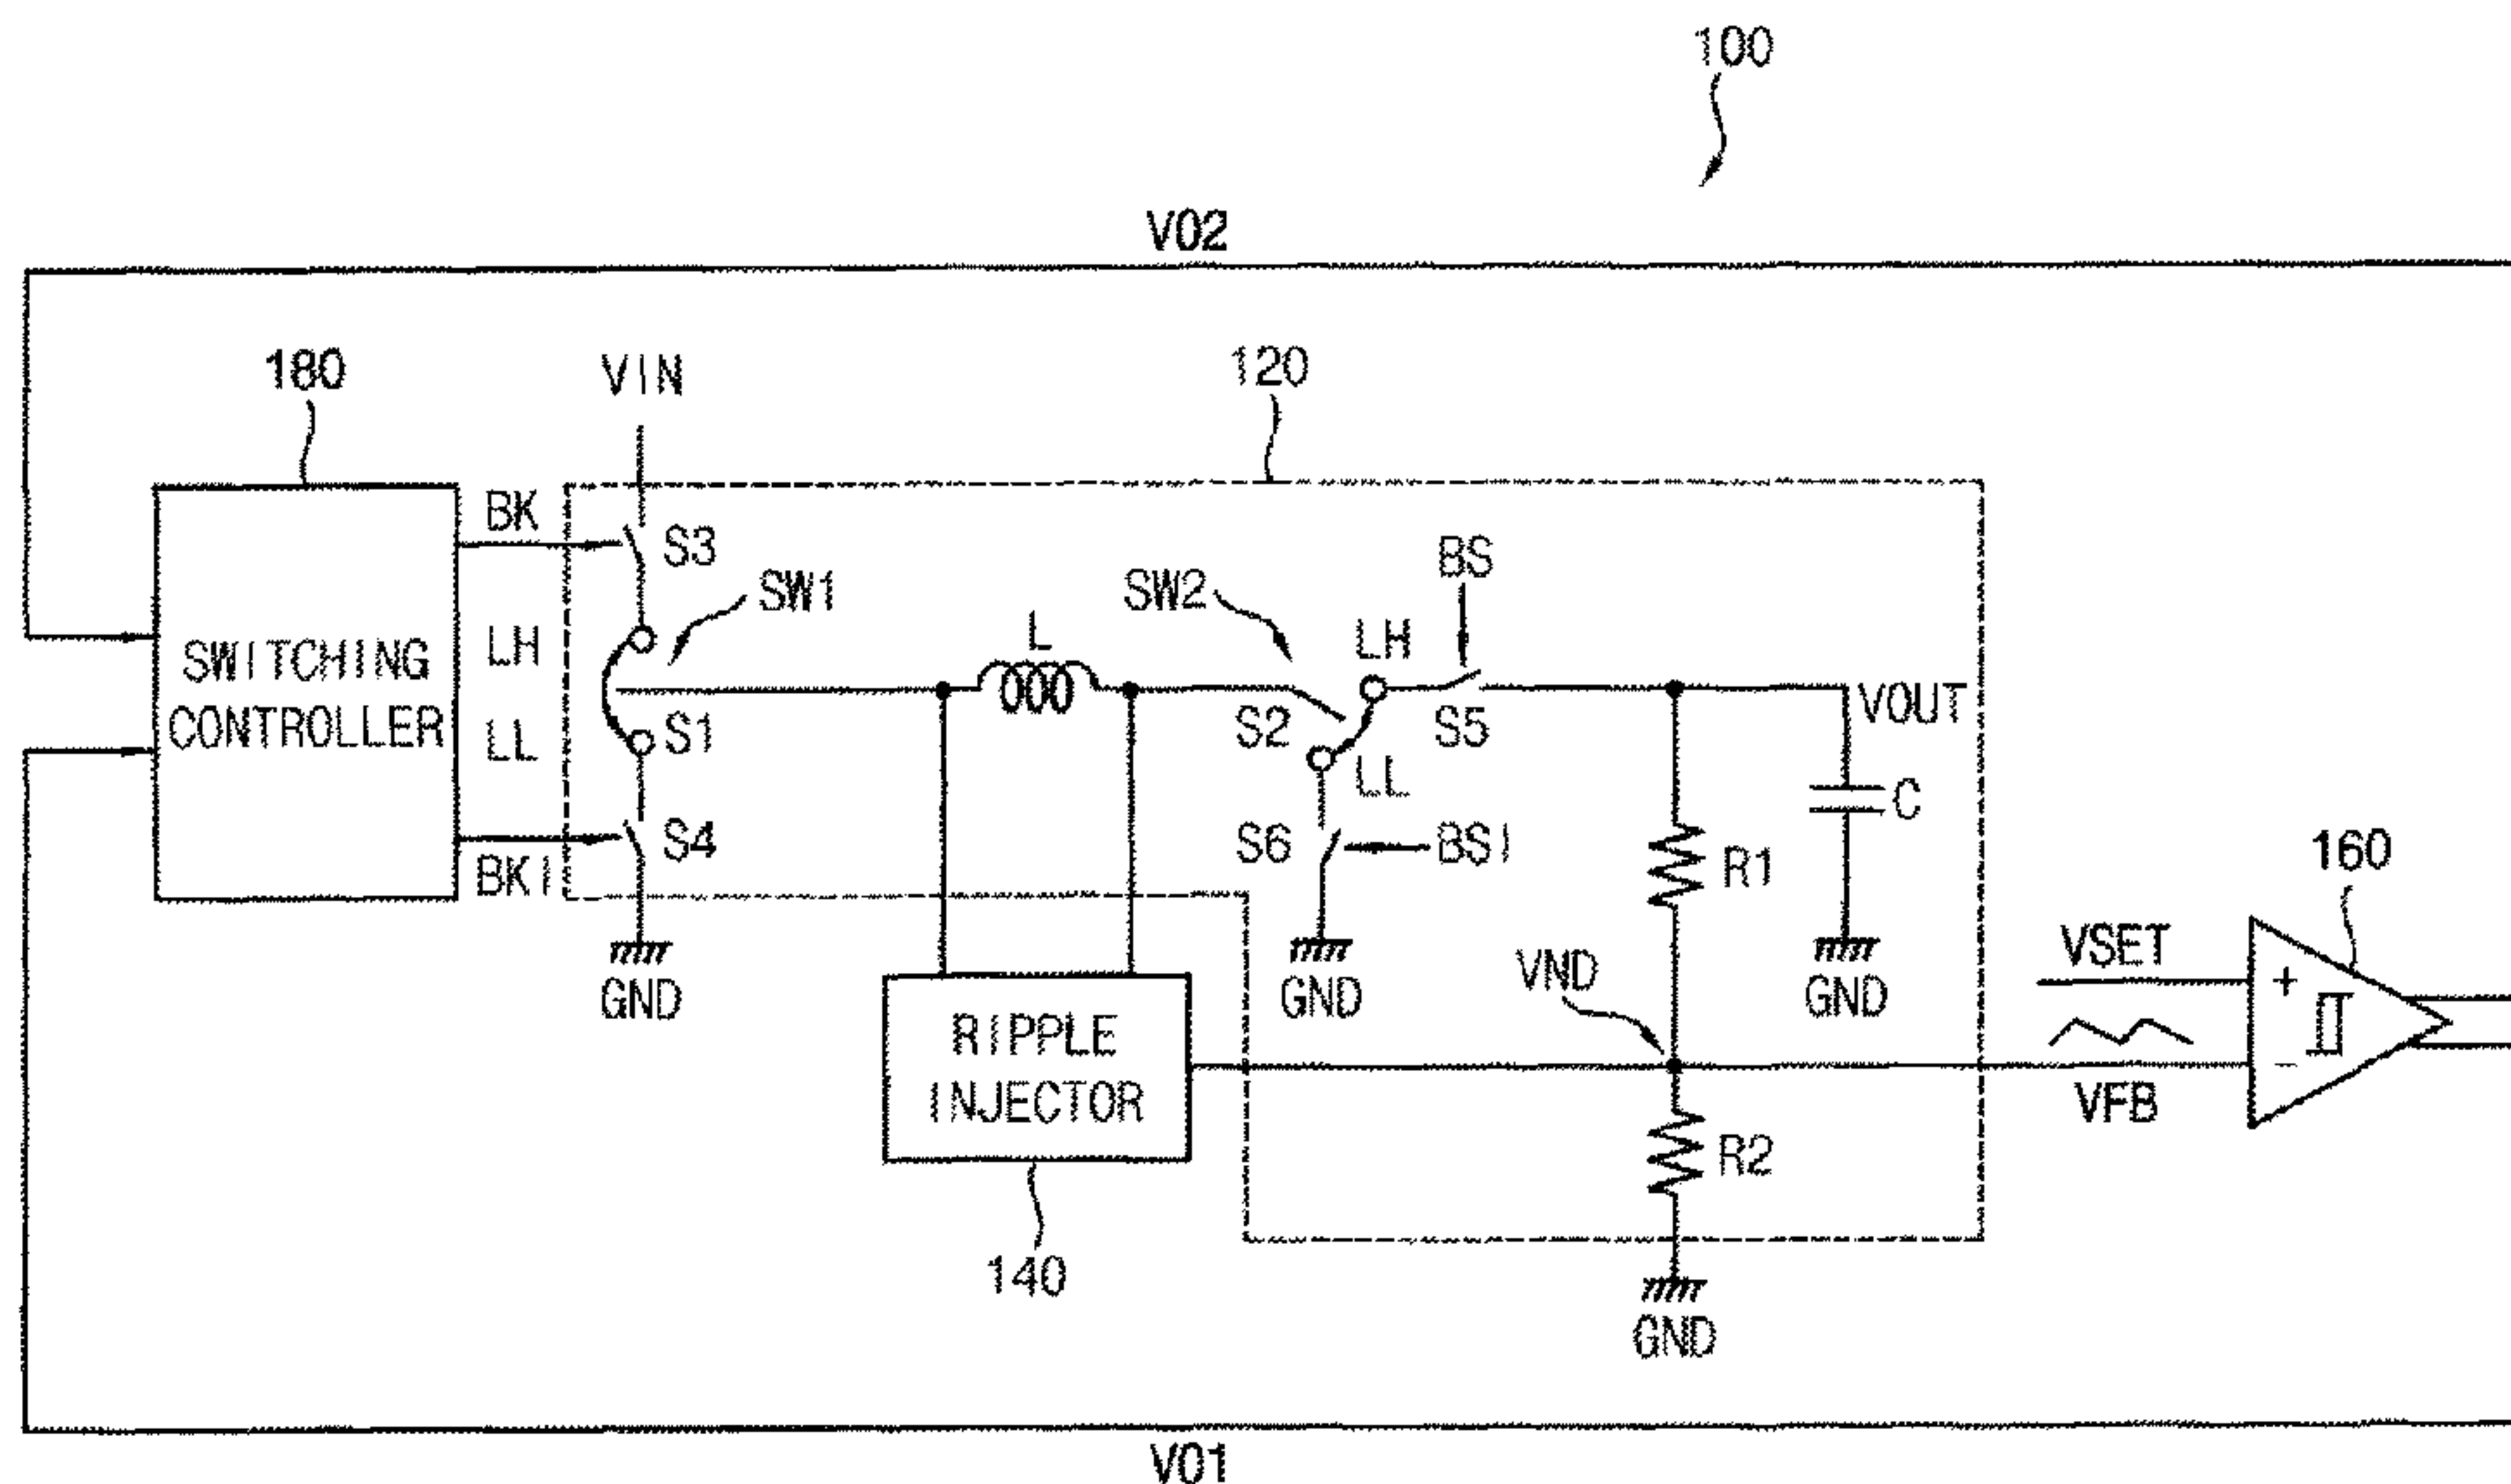 100
V02
180
VIN
120
BK
S3
BS
SW1
SW2
LH
L
LH
SWITCHING
CONTROLLER
LL
S1
S2
S5
VOUT
LL
C
S4
S6
BSI
BKI
R1
160
VSET
GND
GND
VND
GND
+
RIPPLE
INJECTOR
-
VFB
R2
140
GND
V01